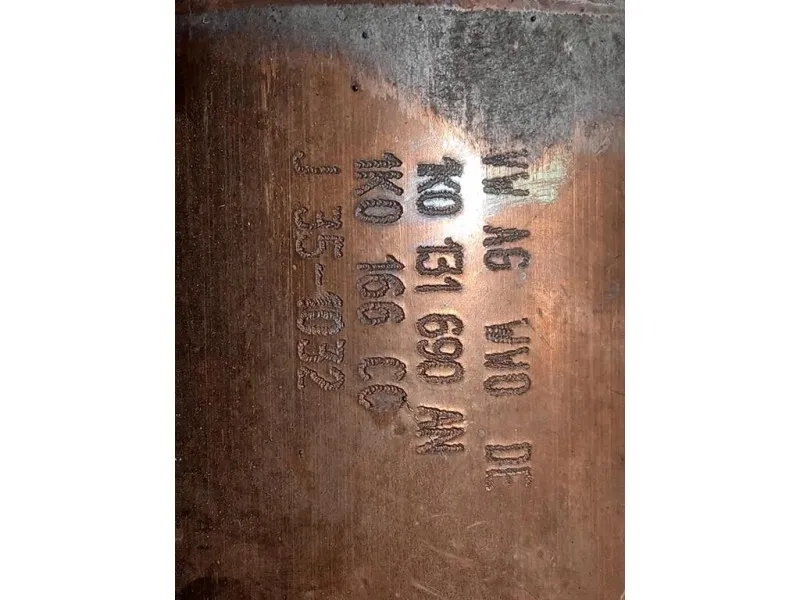 VW AG WVO DE
1K0 131 690 AN
1K0 166 CC
J 35-1032